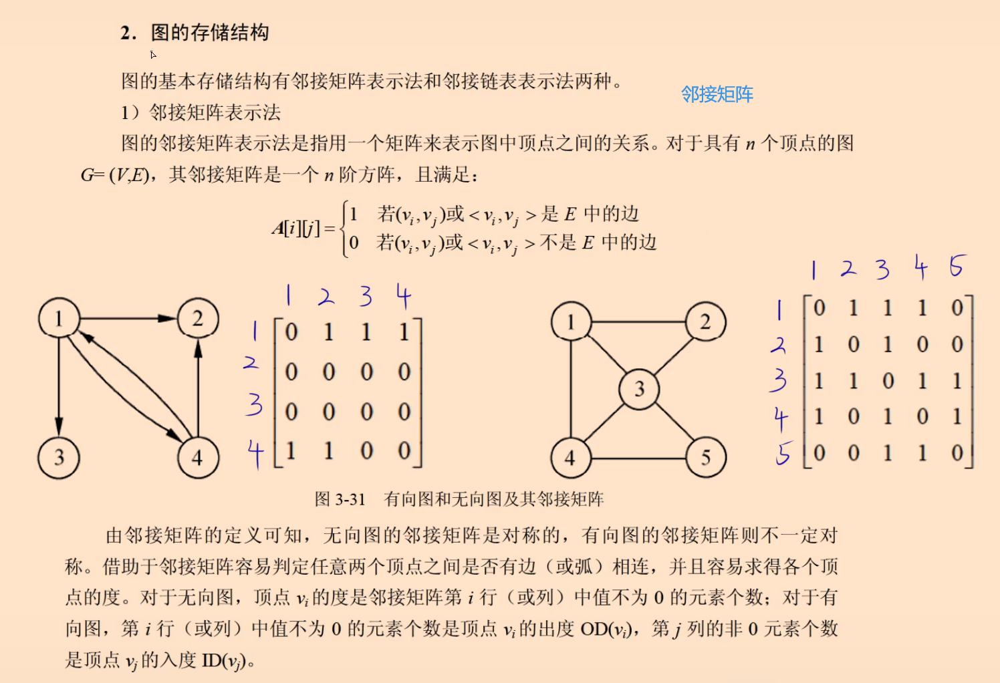 2. 图的存储结构
图的基本存储结构有邻接矩阵表示法和邻接链表表示法两种。
邻接矩阵
1）邻接矩阵表示法
图的邻接矩阵表示法是指用一个矩阵来表示图中顶点之间的关系。对于具有 n 个顶点的图
G= (V,E)，其邻接矩阵是一个 n 阶方阵，且满足：
A[i][j] =
1 若(vi,vj)或<vi,vj>是 E 中的边
0 若(vi,vj)或<vi,vj>不是 E 中的边
1
2
3
4
1 2 3 4
1 0 1 1 1
2 0 0 0 0
3 0 0 0 0
4 1 1 0 0
1
2
3
4
5
1 2 3 4 5
1 0 1 1 1 0
2 1 0 1 0 0
3 1 1 0 1 1
4 1 0 1 0 1
5 0 0 1 1 0
图 3-31 有向图和无向图及其邻接矩阵
由邻接矩阵的定义可知，无向图的邻接矩阵是对称的，有向图的邻接矩阵则不一定对
称。借助于邻接矩阵容易判定任意两个顶点之间是否有边（或弧）相连，并且容易求得各个顶
点的度。对于无向图，顶点 vi的度是邻接矩阵第 i 行（或列）中值不为 0 的元素个数；对于有
向图，第 i 行（或列）中值不为 0 的元素个数是顶点 vi的出度 OD(vi)，第 j 列的非 0 元素个数
是顶点 vj的入度 ID(vj)。